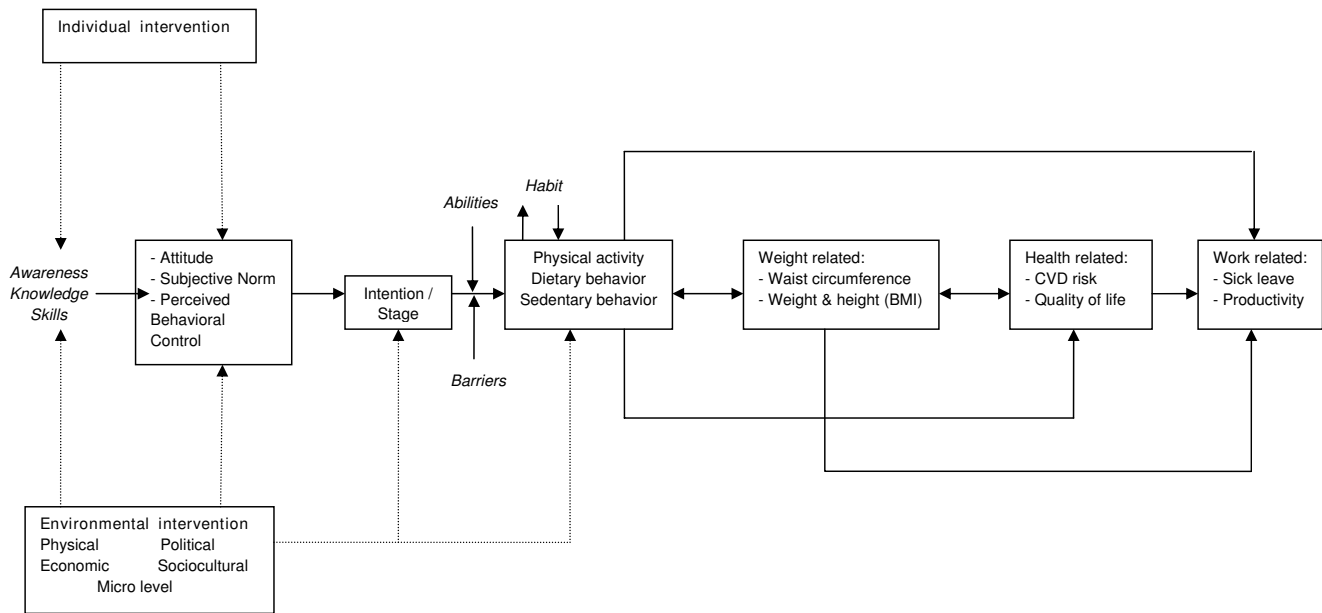 Individual intervention
Habit
Abilities
Awareness
Knowledge
Skills
- Attitude
- Subjective Norm
- Perceived
Behavioral
Control
Intention /
Stage
Physical activity
Dietary behavior
Sedentary behavior
Weight related:
- Waist circumference
- Weight & height (BMI)
Health related:
- CVD risk
- Quality of life
Work related:
- Sick leave
- Productivity
Barriers
Environmental intervention
Physical Political
Economic Sociocultural
Micro level